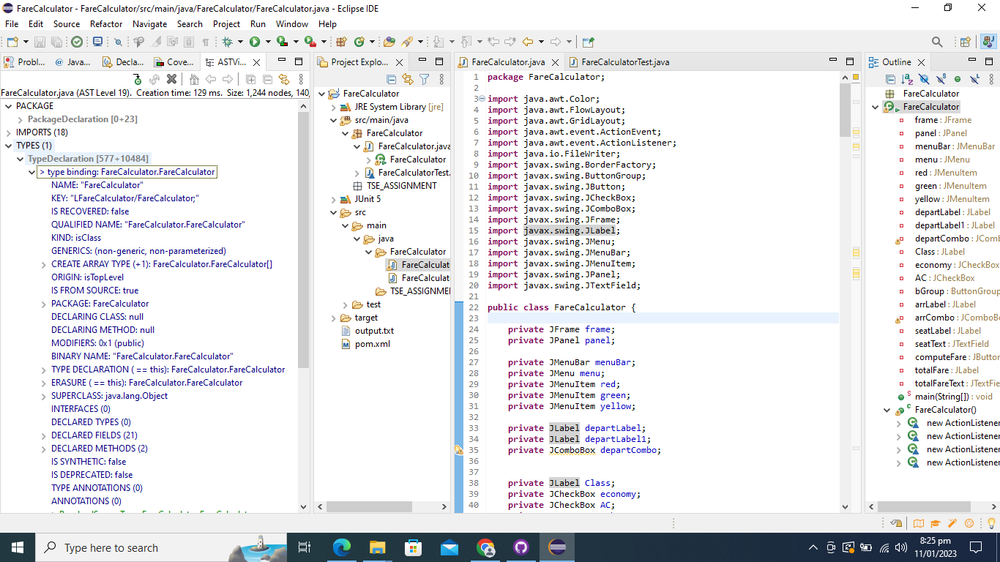 FareCalculator - FareCalculator/src/main/java/FareCalculator/FareCalculator.java - Eclipse IDE
File Edit Source Refactor Navigate Search Project Run Window Help
Probl... Java... Decla... Cove... ASTVi...
FareCalculator.java (AST Level 19). Creation time: 129 ms. Size: 1,244 nodes, 140,
PACKAGE
PackageDeclaration [0+23]
IMPORTS (18)
TYPES (1)
TypeDeclaration [577+10484]
> type binding: FareCalculator.FareCalculator
NAME: "FareCalculator"
KEY: "LFareCalculator/FareCalculator;"
IS RECOVERED: false
QUALIFIED NAME: "FareCalculator.FareCalculator"
KIND: isClass
GENERICS: (non-generic, non-parameterized)
CREATE ARRAY TYPE (+1): FareCalculator.FareCalculator[]
ORIGIN: isTopLevel
IS FROM SOURCE: true
PACKAGE: FareCalculator
DECLARING CLASS: null
DECLARING METHOD: null
MODIFIERS: 0x1 (public)
BINARY NAME: "FareCalculator.FareCalculator"
TYPE DECLARATION ( == this): FareCalculator.FareCalculator
ERASURE ( == this): FareCalculator.FareCalculator
SUPERCLASS: java.lang.Object
INTERFACES (0)
DECLARED TYPES (0)
DECLARED FIELDS (21)
DECLARED METHODS (2)
IS SYNTHETIC: false
IS DEPRECATED: false
TYPE ANNOTATIONS (0)
ANNOTATIONS (0)
Project Explo...
FareCalculator
JRE System Library [jre]
src/main/java
FareCalculator
FareCalculator.java
FareCalculator
FareCalculatorTest.
TSE_ASSIGNMENT
JUnit 5
src
main
java
FareCalculator
FareCalculat
FareCalculat
TSE_ASSIGNME
test
target
output.txt
pom.xml
FareCalculator.java FareCalculatorTest.java
1 package FareCalculator;
2
3 import java.awt.Color;
4 import java.awt.FlowLayout;
5 import java.awt.GridLayout;
6 import java.awt.event.ActionEvent;
7 import java.awt.event.ActionListener;
8 import java.io.FileWriter;
9 import javax.swing.BorderFactory;
10 import javax.swing.ButtonGroup;
11 import javax.swing.JButton;
12 import javax.swing.JCheckBox;
13 import javax.swing.JComboBox;
14 import javax.swing.JFrame;
15 import javax.swing.JLabel;
16 import javax.swing.JMenu;
17 import javax.swing.JMenuBar;
18 import javax.swing.JMenuItem;
19 import javax.swing.JPanel;
20 import javax.swing.JTextField;
21
22 public class FareCalculator {
23
24 private JFrame frame;
25 private JPanel panel;
26
27 private JMenuBar menuBar;
28 private JMenu menu;
29 private JMenuItem red;
30 private JMenuItem green;
31 private JMenuItem yellow;
32
33 private JLabel departLabel;
34 private JLabel departLabel1;
35 private JComboBox departCombo;
36
37
38 private JLabel Class;
39 private JCheckBox economy;
40 private JCheckBox AC;
Outline
FareCalculator
FareCalculator
frame : JFrame
panel : JPanel
menuBar : JMenuBar
menu : JMenu
red : JMenuItem
green : JMenuItem
yellow : JMenuItem
departLabel : JLabel
departLabel1 : JLabel
departCombo : JComb
Class : JLabel
economy : JCheckBox
AC : JCheckBox
bGroup : ButtonGroup
arrLabel : JLabel
arrCombo : JComboBo
seatLabel : JLabel
seatText : JTextField
computeFare : JButton
totalFare : JLabel
totalFareText : JTextFie
main(String[]) : void
FareCalculator()
new ActionListener
new ActionListener
new ActionListener
new ActionListener
Type here to search
8:25 pm
11/01/2023